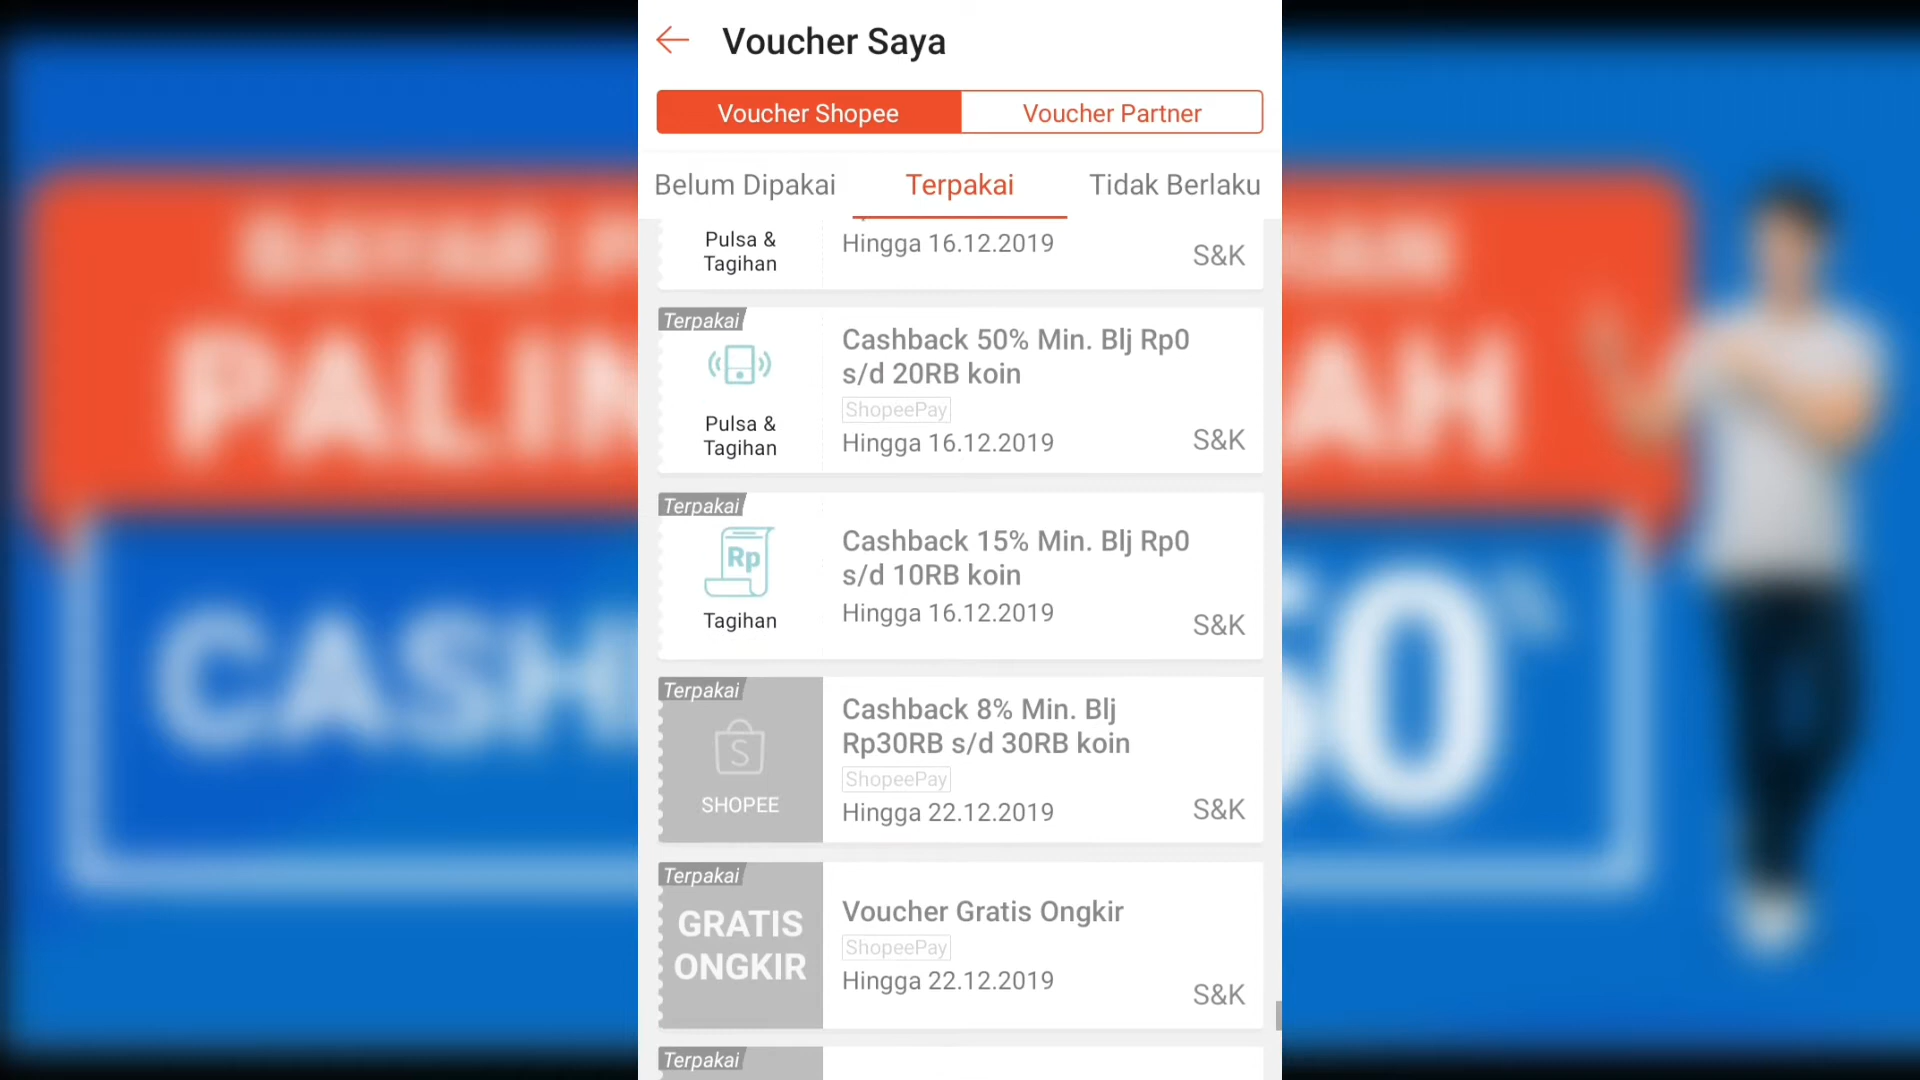 Voucher Saya
Voucher Shopee
Voucher Partner
Belum Dipakai
Terpakai
Tidak Berlaku
Pulsa &
Tagihan
Hingga 16.12.2019
S&K
Terpakai
Pulsa &
Tagihan
Cashback 50% Min. Blj Rp0
s/d 20RB koin
ShopeePay
Hingga 16.12.2019
S&K
Terpakai
Rp
Tagihan
Cashback 15% Min. Blj Rp0
s/d 10RB koin
Hingga 16.12.2019
S&K
Terpakai
S
SHOPEE
Cashback 8% Min. Blj
Rp30RB s/d 30RB koin
ShopeePay
Hingga 22.12.2019
S&K
Terpakai
GRATIS
ONGKIR
Voucher Gratis Ongkir
ShopeePay
Hingga 22.12.2019
S&K
Terpakai